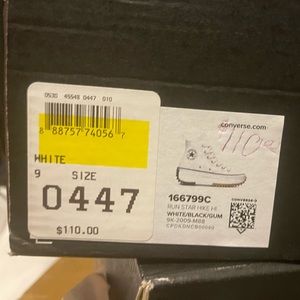 0530 45548 0447 010
8 88757 74056 7
WHITE
9 SIZE
0447
$110.00
converse.com
$110.00
166799C
RUN STAR HIKE HI
WHITE/BLACK/GUM